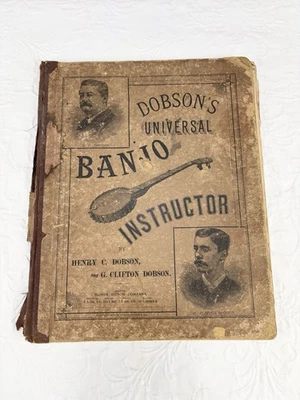 DOBSON'S
UNIVERSAL
BANJO
INSTRUCTOR
BY
HENRY C. DOBSON,
AND G. CLIFTON DOBSON.